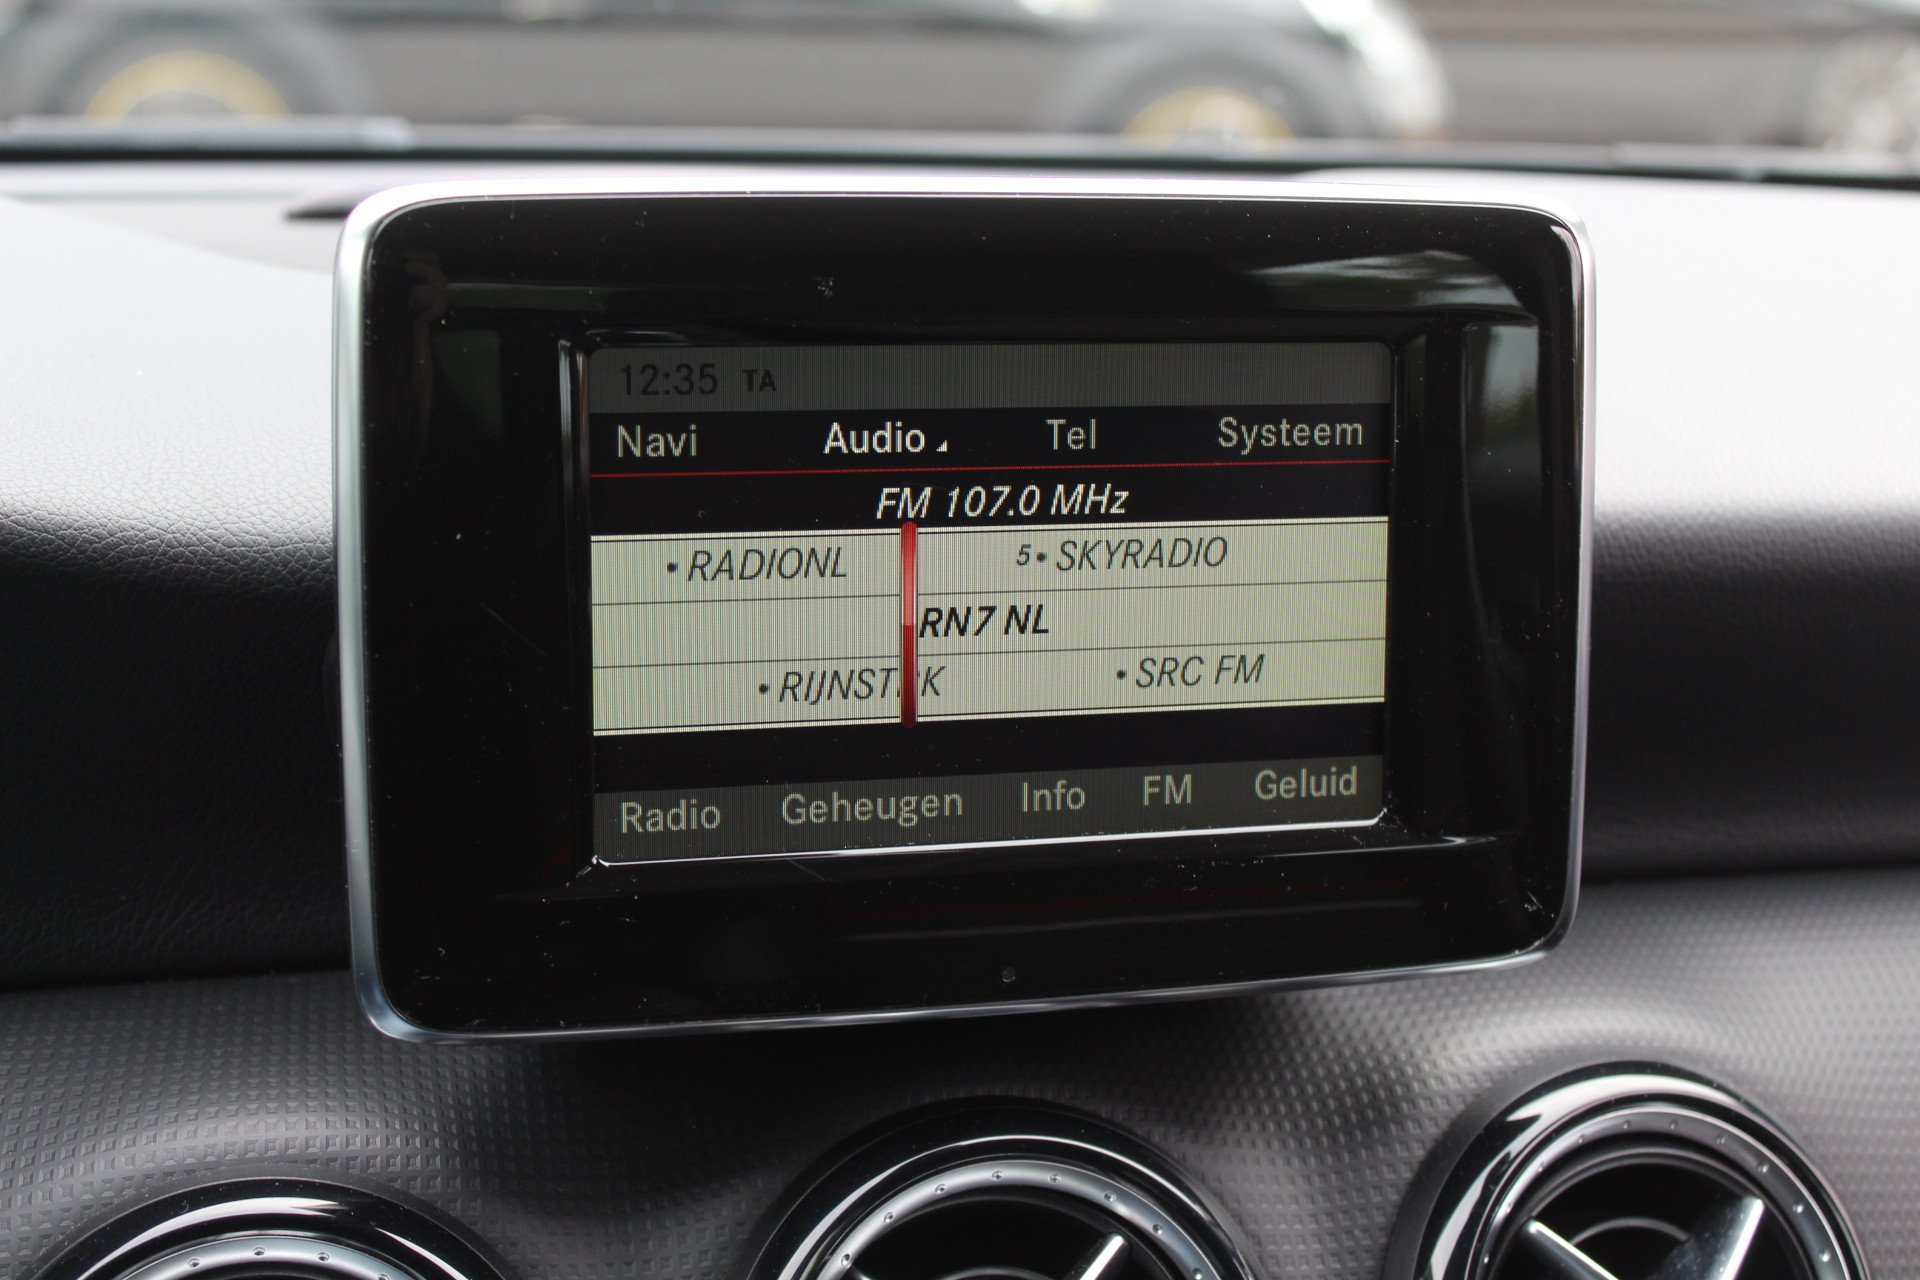 12:35 TA
Navi Audio Tel Systeem
FM 107.0 MHz
• RADIONL 5• SKYRADIO
RN7 NL
• SRC FM
Radio Geheugen Info FM Geluid